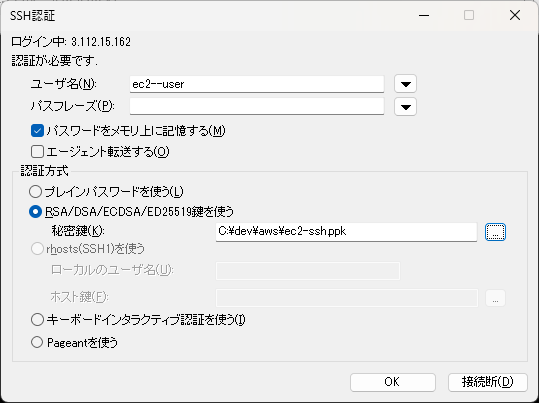 SSH認証
ログイン中: 3.112.15.162
認証が必要です.
ユーザ名(N): ec2--user
パスフレーズ(P):
パスワードをメモリ上に記憶する(M)
エージェント転送する(O)
認証方式
プレインパスワードを使う(L)
RSA/DSA/ECDSA/ED25519鍵を使う
秘密鍵(K): C:¥dev¥aws¥ec2-ssh.ppk ...
rhosts(SSH1)を使う
ローカルのユーザ名(U):
ホスト鍵(F): ...
キーボードインタラクティブ認証を使う(I)
Pageantを使う
OK 接続断(D)